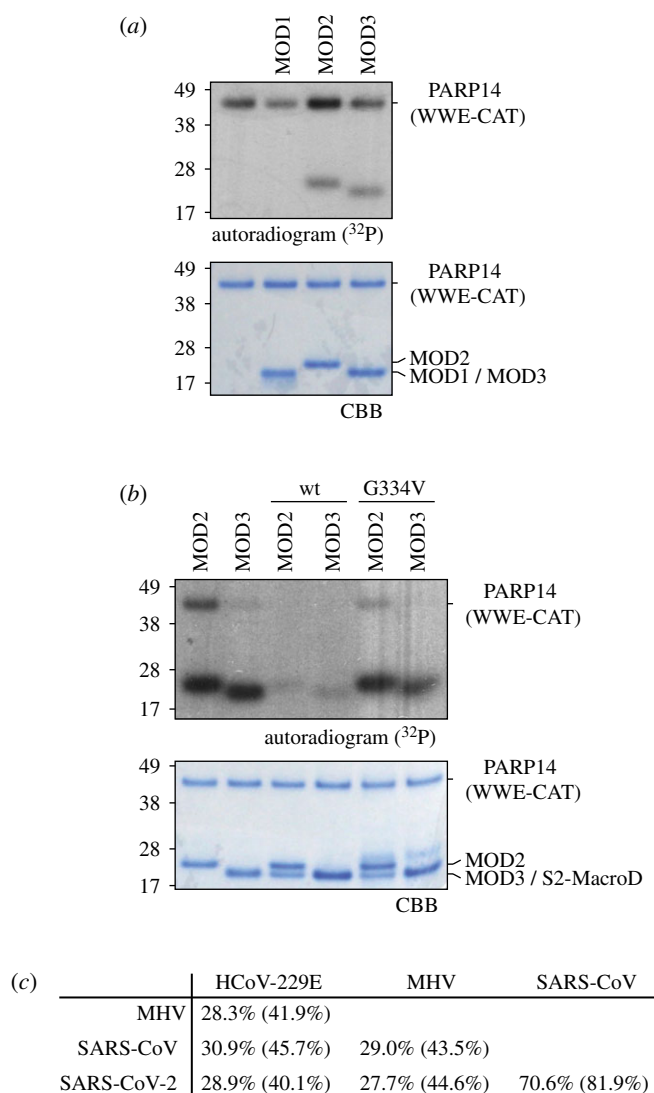 (a)
MOD1 MOD2 MOD3
49
38
28
17
PARP14
(WWE-CAT)
autoradiogram (32P)
49
38
28
17
PARP14
(WWE-CAT)
MOD2
MOD1 / MOD3
CBB
(b)
wt G334V
MOD2 MOD3 MOD2 MOD3 MOD2 MOD3
49
38
28
17
PARP14
(WWE-CAT)
autoradiogram (32P)
49
38
28
17
PARP14
(WWE-CAT)
MOD2
MOD3 / S2-MacroD
CBB
(c)
HCoV-229E MHV SARS-CoV
MHV 28.3% (41.9%)
SARS-CoV 30.9% (45.7%) 29.0% (43.5%)
SARS-CoV-2 28.9% (40.1%) 27.7% (44.6%) 70.6% (81.9%)